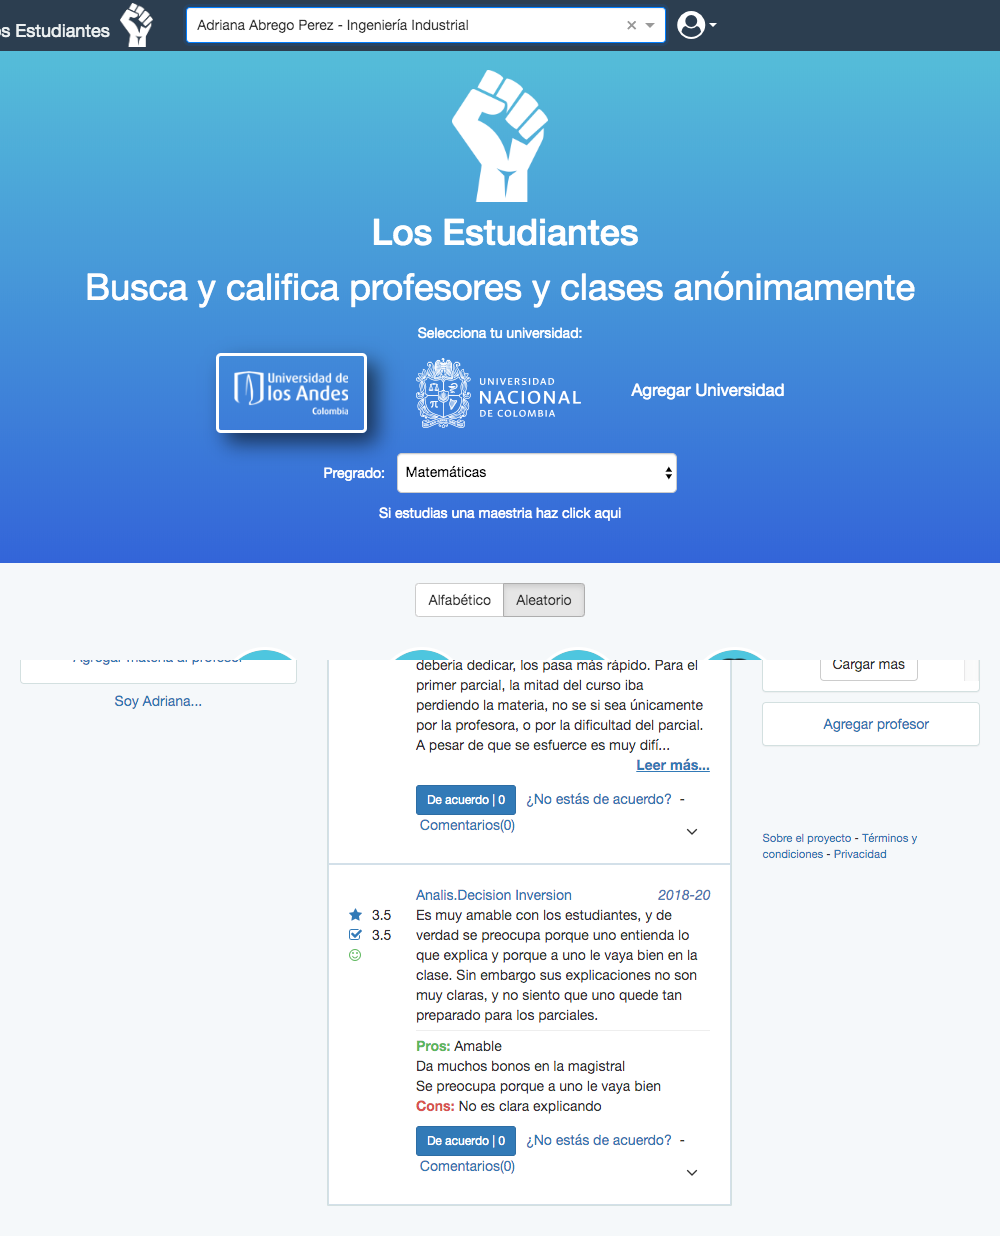 s Estudiantes
Adriana Abrego Perez - Ingeniería Industrial
Los Estudiantes
Busca y califica profesores y clases anónimamente
Selecciona tu universidad:
Universidad de
los Andes
Colombia
UNIVERSIDAD
NACIONAL
DE COLOMBIA
Agregar Universidad
Pregrado:
Matemáticas
Si estudias una maestria haz click aqui
Alfabético
Aleatorio
Agregar materia al profesor
Soy Adriana...
deberia dedicar, los pasa más rápido. Para el
primer parcial, la mitad del curso iba
perdiendo la materia, no se si sea únicamente
por la profesora, o por la dificultad del parcial.
A pesar de que se esfuerce es muy difí...
Leer más...
De acuerdo | 0
¿No estás de acuerdo? -
Comentarios(0)
Analis.Decision Inversion
2018-20
3.5
3.5
Es muy amable con los estudiantes, y de
verdad se preocupa porque uno entienda lo
que explica y porque a uno le vaya bien en la
clase. Sin embargo sus explicaciones no son
muy claras, y no siento que uno quede tan
preparado para los parciales.
Pros: Amable
Da muchos bonos en la magistral
Se preocupa porque a uno le vaya bien
Cons: No es clara explicando
De acuerdo | 0
¿No estás de acuerdo? -
Comentarios(0)
Cargar mas
Agregar profesor
Sobre el proyecto - Términos y
condiciones - Privacidad